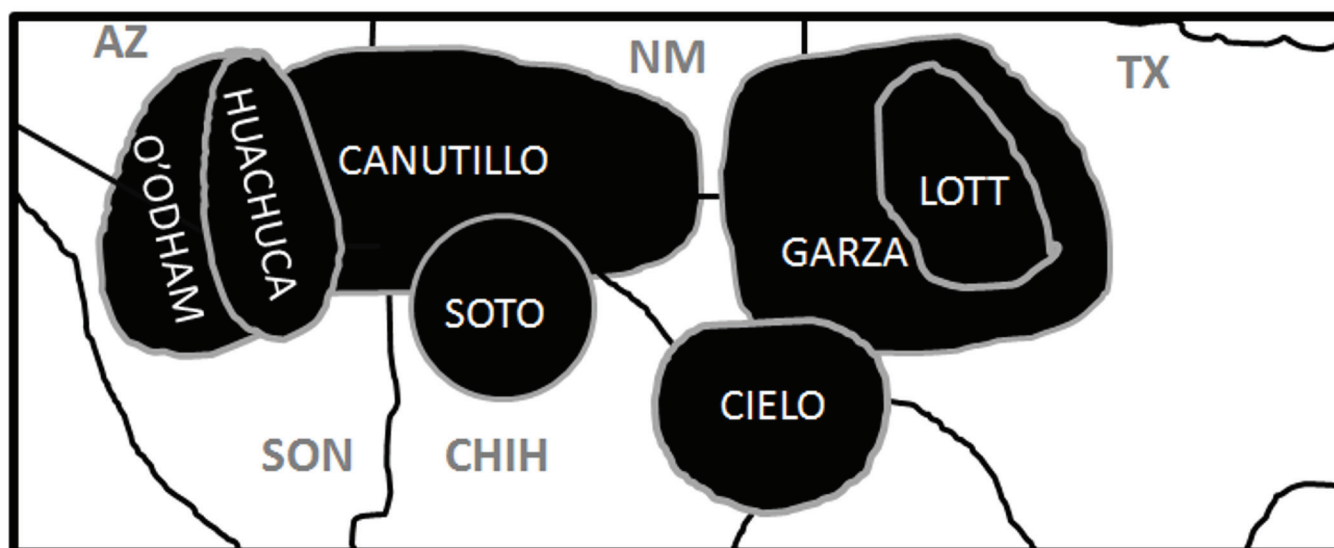 AZ
NM
TX
HUACHUCA
O'ODHAM
CANUTILLO
LOTT
GARZA
SOTO
CIELO
SON
CHIH